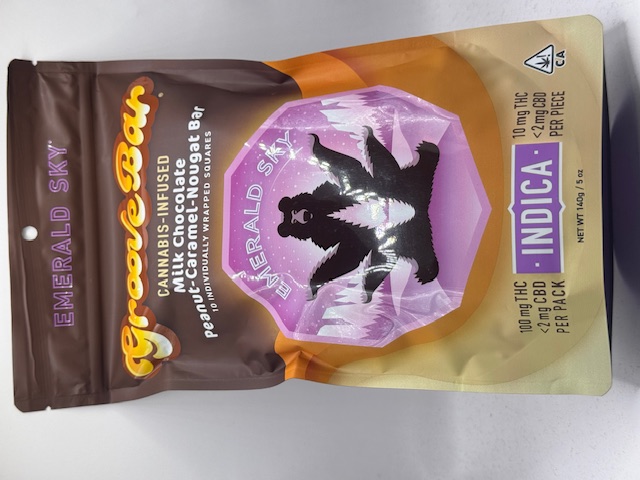 EMERALD SKY
Groove Bar
CANNABIS-INFUSED
Milk Chocolate
Peanut-Caramel-Nougat Bar
10 INDIVIDUALLY WRAPPED SQUARES
EMERALD SKY
100 mg THC
<2 mg CBD
PER PACK
· INDICA ·
10 mg THC
<2 mg CBD
PER PIECE
NET WT 140g / 5 oz
CA